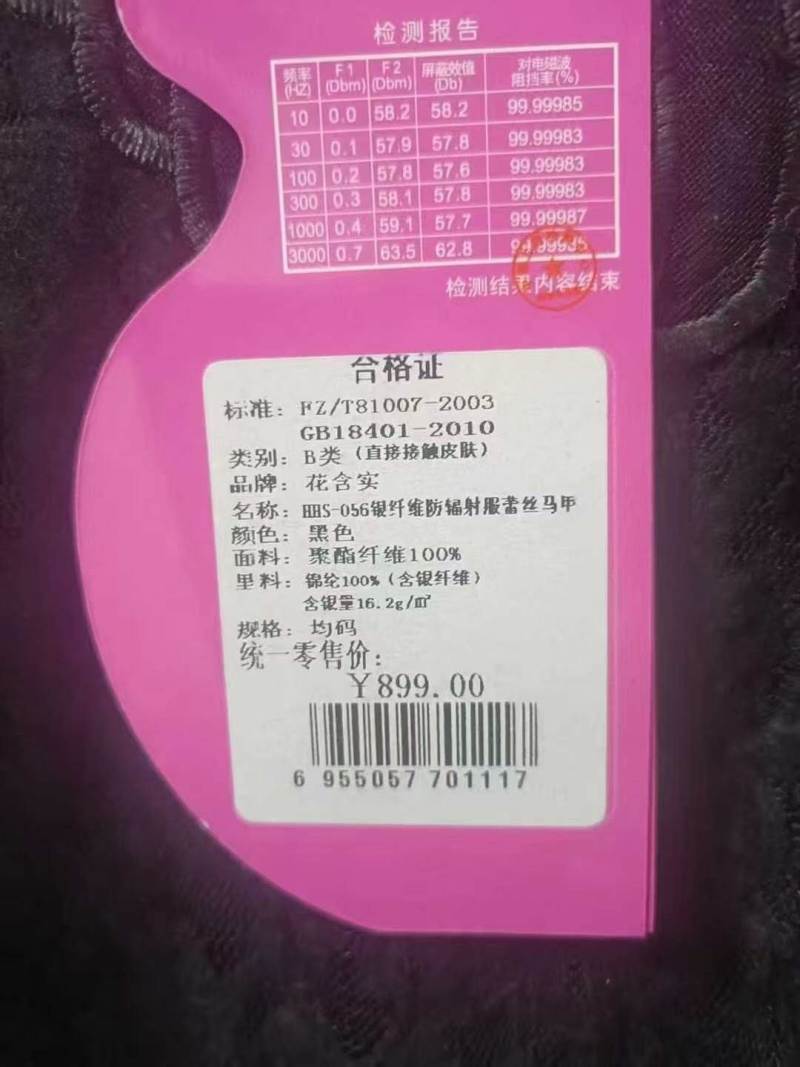 检测报告
频率(HZ) F1(Dbm) F2(Dbm) 屏蔽效值(Db) 对电磁波阻挡率(%)
10 0.0 58.2 58.2 99.99985
30 0.1 57.9 57.8 99.99983
100 0.2 57.8 57.6 99.99983
300 0.3 58.1 57.8 99.99983
1000 0.4 59.1 57.7 99.99987
3000 0.7 63.5 62.8 99.99995
检测结果内容结束
合格证
标准: FZ/T81007-2003
GB18401-2010
类别: B类(直接接触皮肤)
品牌: 花含实
名称: HHS-056银纤维防辐射服蕾丝马甲
颜色: 黑色
面料: 聚酯纤维100%
里料: 锦纶100%(含银纤维)
含银量16.2g/㎡
规格: 均码
统一零售价:
￥899.00
6 955057 701117